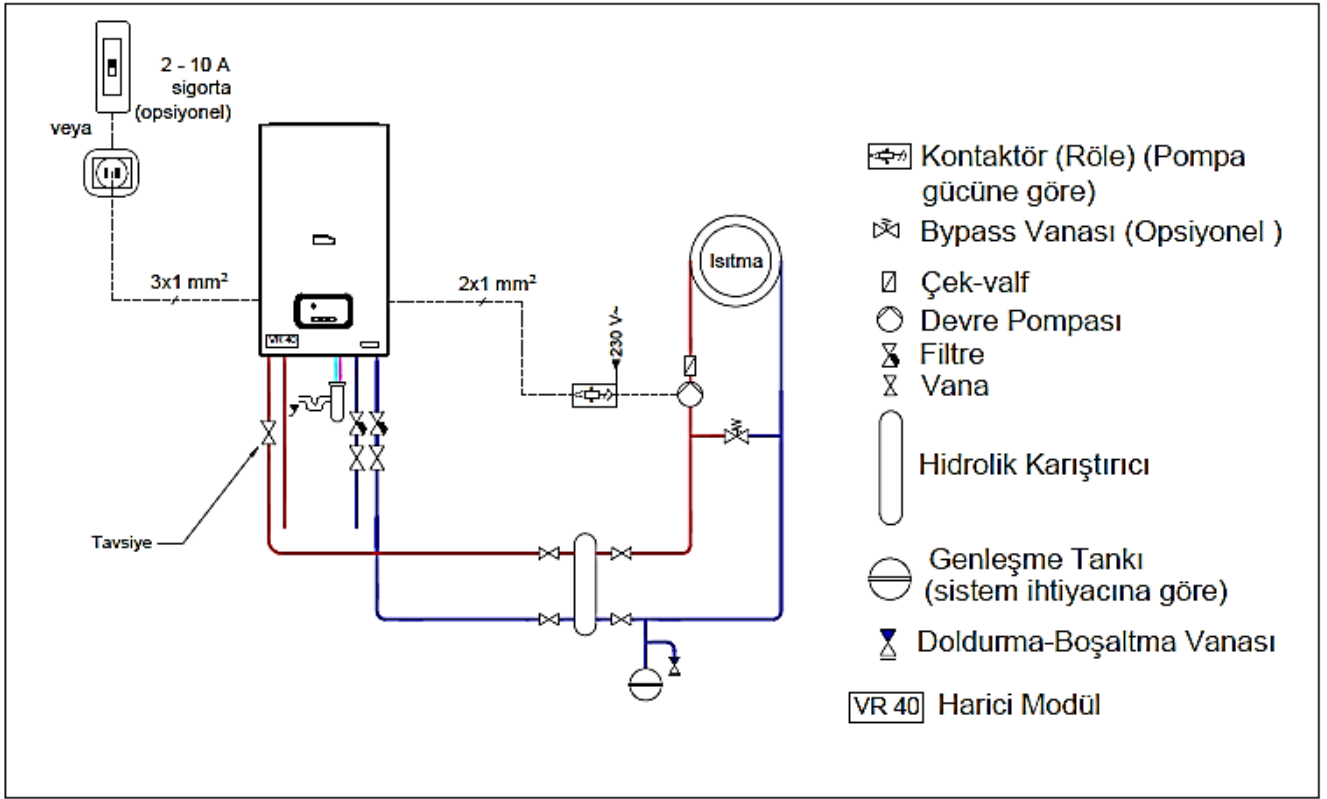 2 - 10 A
sigorta
(opsiyonel)
veya
3x1 mm²
2x1 mm²
230 V~
Isıtma
VR 40
Tavsiye
Kontaktör (Röle) (Pompa
gücüne göre)
Bypass Vanası (Opsiyonel )
Çek-valf
Devre Pompası
Filtre
Vana
Hidrolik Karıştırıcı
Genleşme Tankı
(sistem ihtiyacına göre)
Doldurma-Boşaltma Vanası
VR 40 Harici Modül